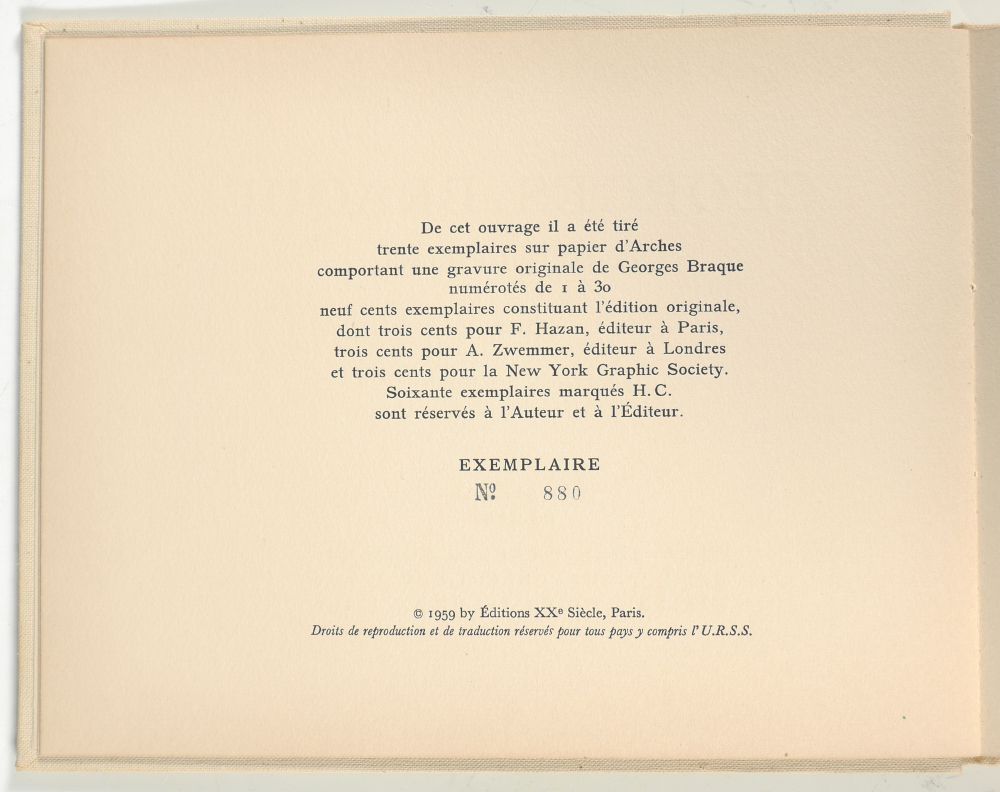 De cet ouvrage il a été tiré
trente exemplaires sur papier d'Arches
comportant une gravure originale de Georges Braque
numérotés de 1 à 30
neuf cents exemplaires constituant l'édition originale,
dont trois cents pour F. Hazan, éditeur à Paris,
trois cents pour A. Zwemmer, éditeur à Londres
et trois cents pour la New York Graphic Society.
Soixante exemplaires marqués H. C.
sont réservés à l'Auteur et à l'Éditeur.
EXEMPLAIRE
Nº 880
© 1959 by Éditions XXe Siècle, Paris.
Droits de reproduction et de traduction réservés pour tous pays y compris l'U.R.S.S.